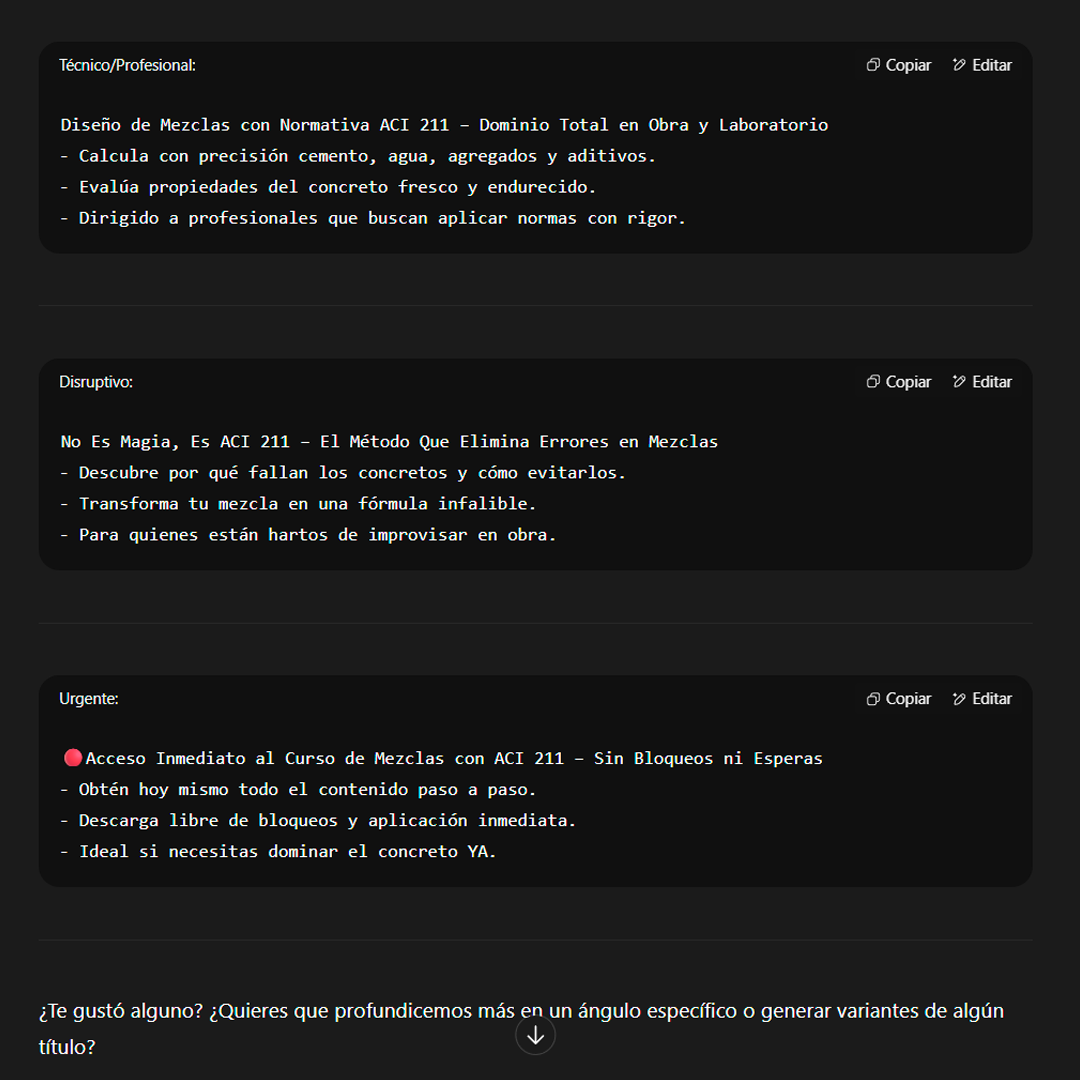 Técnico/Profesional:
Copiar
Editar
Diseño de Mezclas con Normativa ACI 211 – Dominio Total en Obra y Laboratorio
- Calcula con precisión cemento, agua, agregados y aditivos.
- Evalúa propiedades del concreto fresco y endurecido.
- Dirigido a profesionales que buscan aplicar normas con rigor.
Disruptivo:
Copiar
Editar
No Es Magia, Es ACI 211 – El Método Que Elimina Errores en Mezclas
- Descubre por qué fallan los concretos y cómo evitarlos.
- Transforma tu mezcla en una fórmula infalible.
- Para quienes están hartos de improvisar en obra.
Urgente:
Copiar
Editar
🔴Acceso Inmediato al Curso de Mezclas con ACI 211 – Sin Bloqueos ni Esperas
- Obtén hoy mismo todo el contenido paso a paso.
- Descarga libre de bloqueos y aplicación inmediata.
- Ideal si necesitas dominar el concreto YA.
¿Te gustó alguno? ¿Quieres que profundicemos más en un ángulo específico o generar variantes de algún
título?